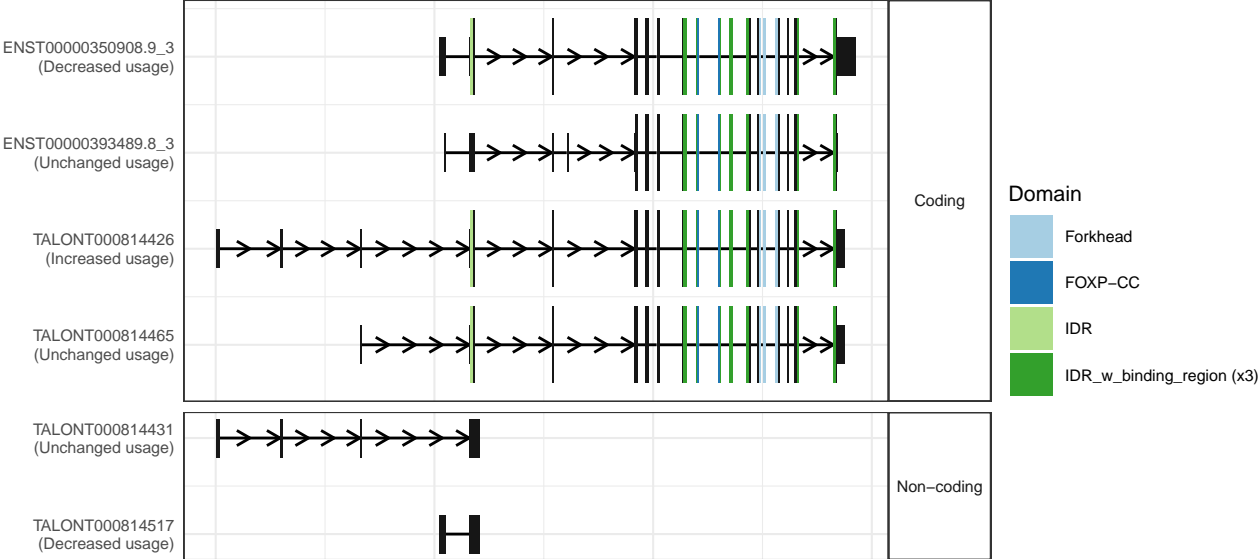 ENST00000350908.9_3
(Decreased usage)
ENST00000393489.8_3
(Unchanged usage)
TALONT000814426
(Increased usage)
TALONT000814465
(Unchanged usage)
Coding
TALONT000814431
(Unchanged usage)
TALONT000814517
(Decreased usage)
Non−coding
Domain
Forkhead
FOXP−CC
IDR
IDR_w_binding_region (x3)